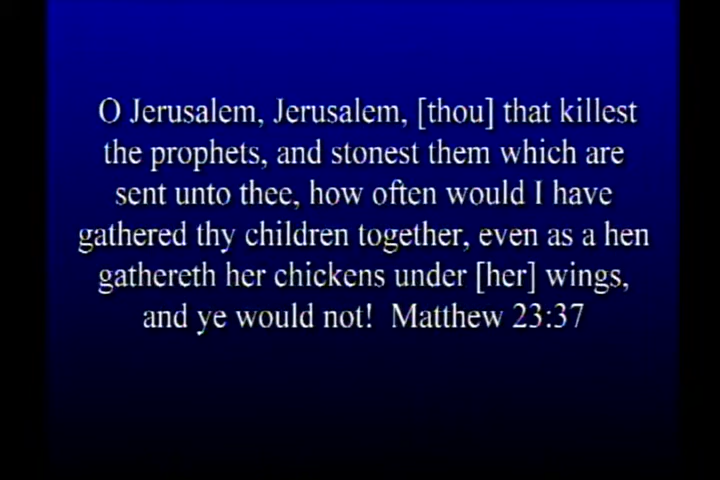 O Jerusalem, Jerusalem, [thou] that killest
the prophets, and stonest them which are
sent unto thee, how often would I have
gathered thy children together, even as a hen
gathereth her chickens under [her] wings,
and ye would not!  Matthew 23:37